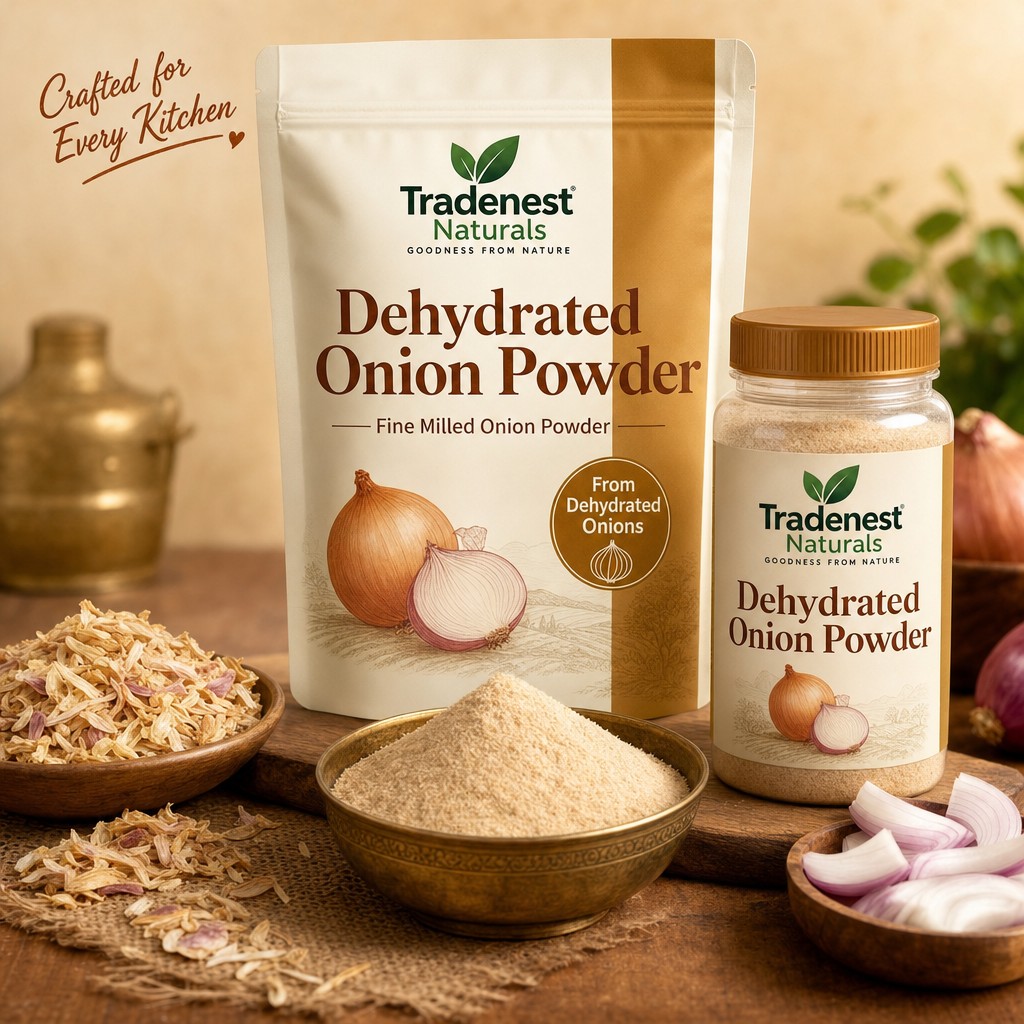 Crafted for
Every Kitchen
Tradenest®
Naturals
GOODNESS FROM NATURE
Dehydrated
Onion Powder
Fine Milled Onion Powder
From
Dehydrated
Onions
Tradenest®
Naturals
GOODNESS FROM NATURE
Dehydrated
Onion Powder